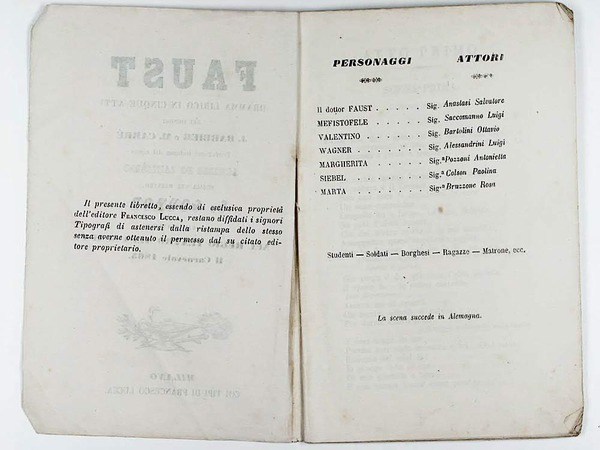 Il presente libretto, essendo di esclusiva proprietà
dell'editore FRANCESCO LUCCA, restano diffidati i signori
Tipografi di astenersi dalla ristampa dello stesso
senza averne ottenuto il permesso dal su citato edi-
tore proprietario.
PERSONAGGI ATTORI
Il dottor FAUST . . . . . Sig. Anastasi Salvatore
MEFISTOFELE . . . . . Sig. Saccomanno Luigi
VALENTINO . . . . . . Sig. Bartolini Ottavio
WAGNER . . . . . . . Sig. Alessandrini Luigi
MARGHERITA . . . . . Sig.ª Pozzoni Antonietta
SIEBEL . . . . . . . Sig.ª Colson Paolina
MARTA . . . . . . . Sig.ª Bruzzone Rosa
Studenti — Soldati — Borghesi — Ragazze — Matrone, ecc.
La scena succede in Alemagna.